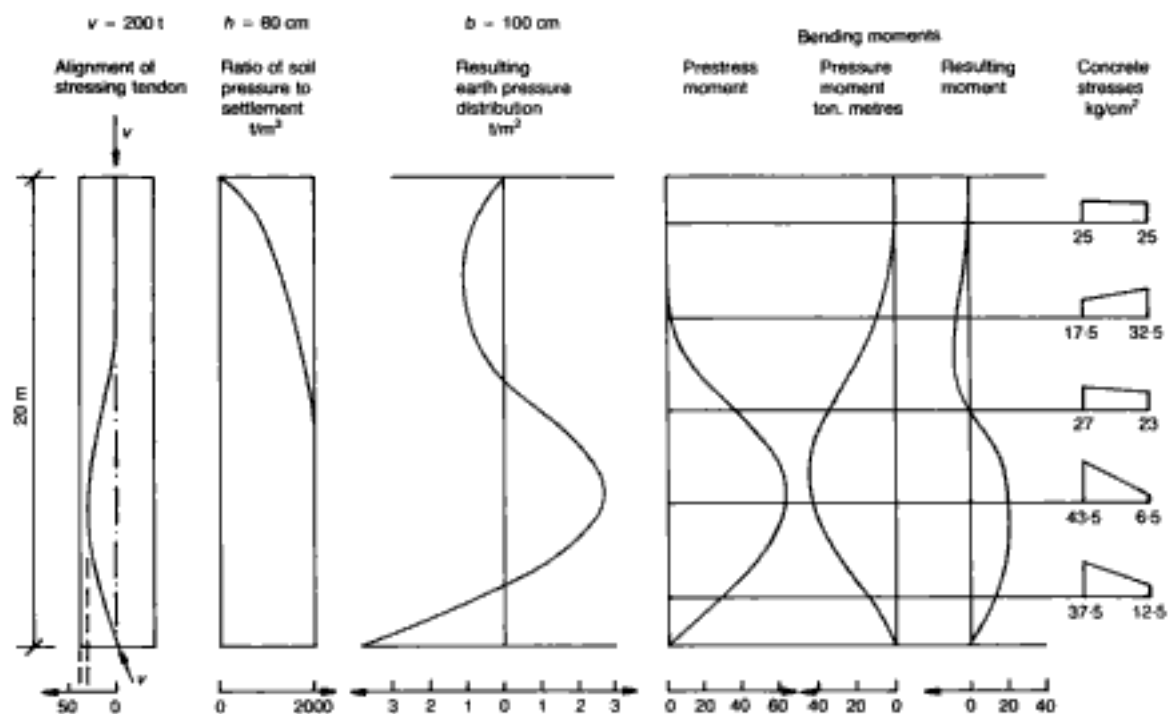 v = 200 t
h = 80 cm
b = 100 cm
Bending moments
Alignment of
stressing tendon
Ratio of soil
pressure to
settlement
t/m³
Resulting
earth pressure
distribution
t/m²
Prestress
moment
Pressure
moment
ton. metres
Resulting
moment
Concrete
stresses
kg/cm²
v
20 m
25 25
17·5 32·5
27 23
43·5 6·5
37·5 12·5
v
50 0
0 2000
3 2 1 0 1 2 3
0 20 40 60
40 20 0
0 20 40